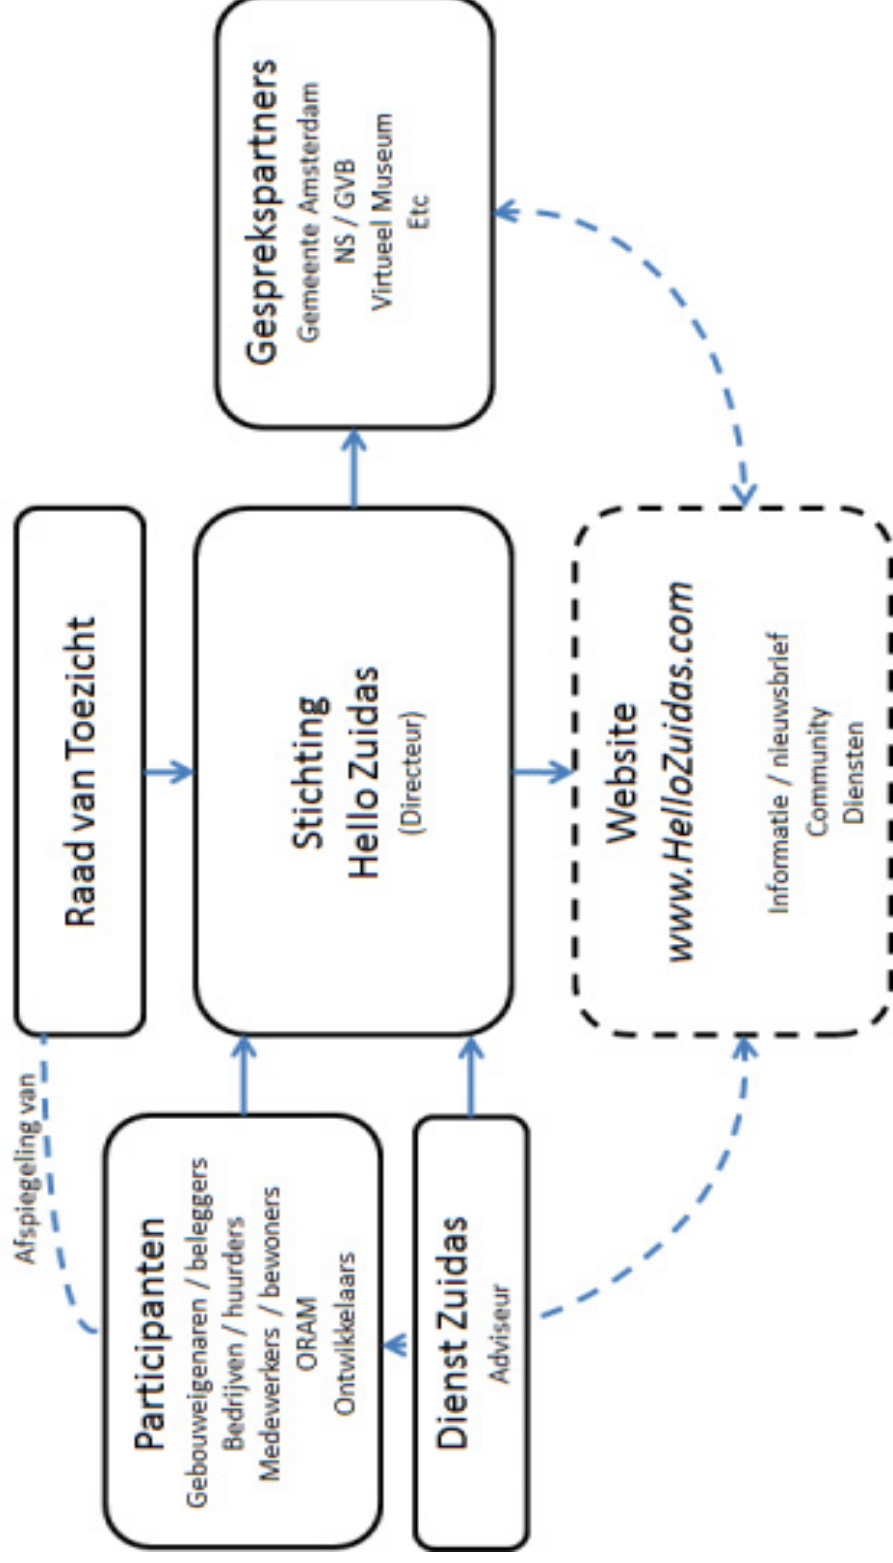 Afspiegeling van
Raad van Toezicht
Participanten
Gebouweigenaren / beleggers
Bedrijven / huurders
Medewerkers / bewoners
ORAM
Ontwikkelaars
Dienst Zuidas
Adviseur
Stichting
Hello Zuidas
(Directeur)
Gesprekspartners
Gemeente Amsterdam
NS / GVB
Virtueel Museum
Etc
Website
www.HelloZuidas.com
Informatie / nieuwsbrief
Community
Diensten